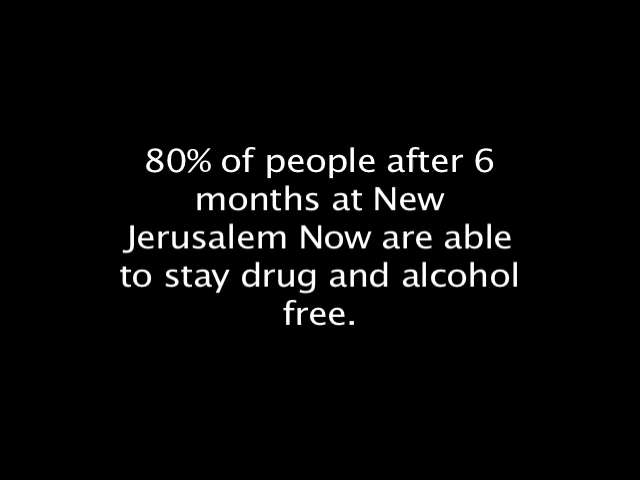 80% of people after 6
months at New
Jerusalem Now are able
to stay drug and alcohol
free.